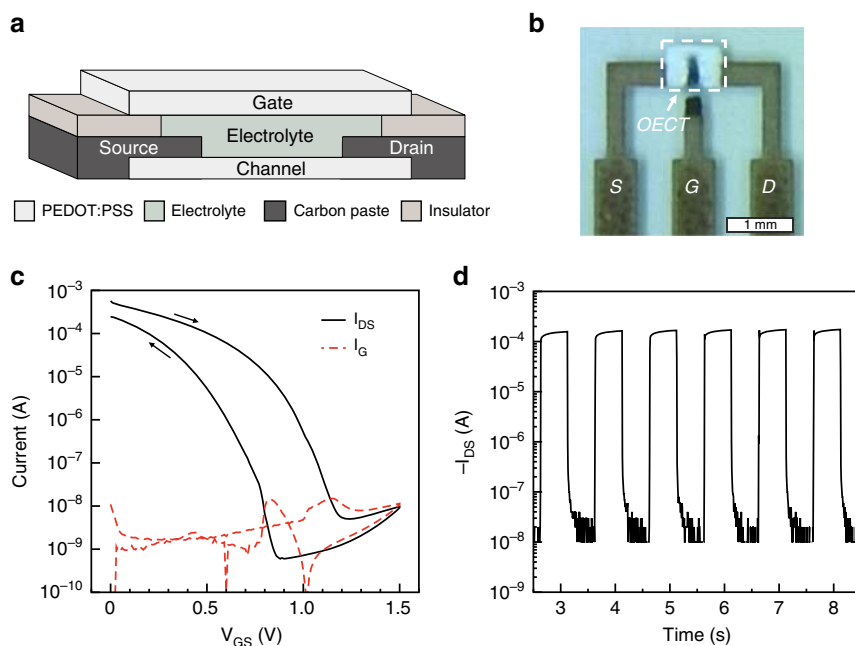 a
Gate
Electrolyte
Source
Drain
Channel
PEDOT:PSS
Electrolyte
Carbon paste
Insulator
b
OECT
S
G
D
1 mm
c
10⁻³
10⁻⁴
10⁻⁵
10⁻⁶
10⁻⁷
10⁻⁸
10⁻⁹
10⁻¹⁰
Current (A)
I_DS
I_G
0
0.5
1.0
1.5
V_GS (V)
d
10⁻³
10⁻⁴
10⁻⁵
10⁻⁶
10⁻⁷
10⁻⁸
10⁻⁹
−I_DS (A)
3
4
5
6
7
8
Time (s)